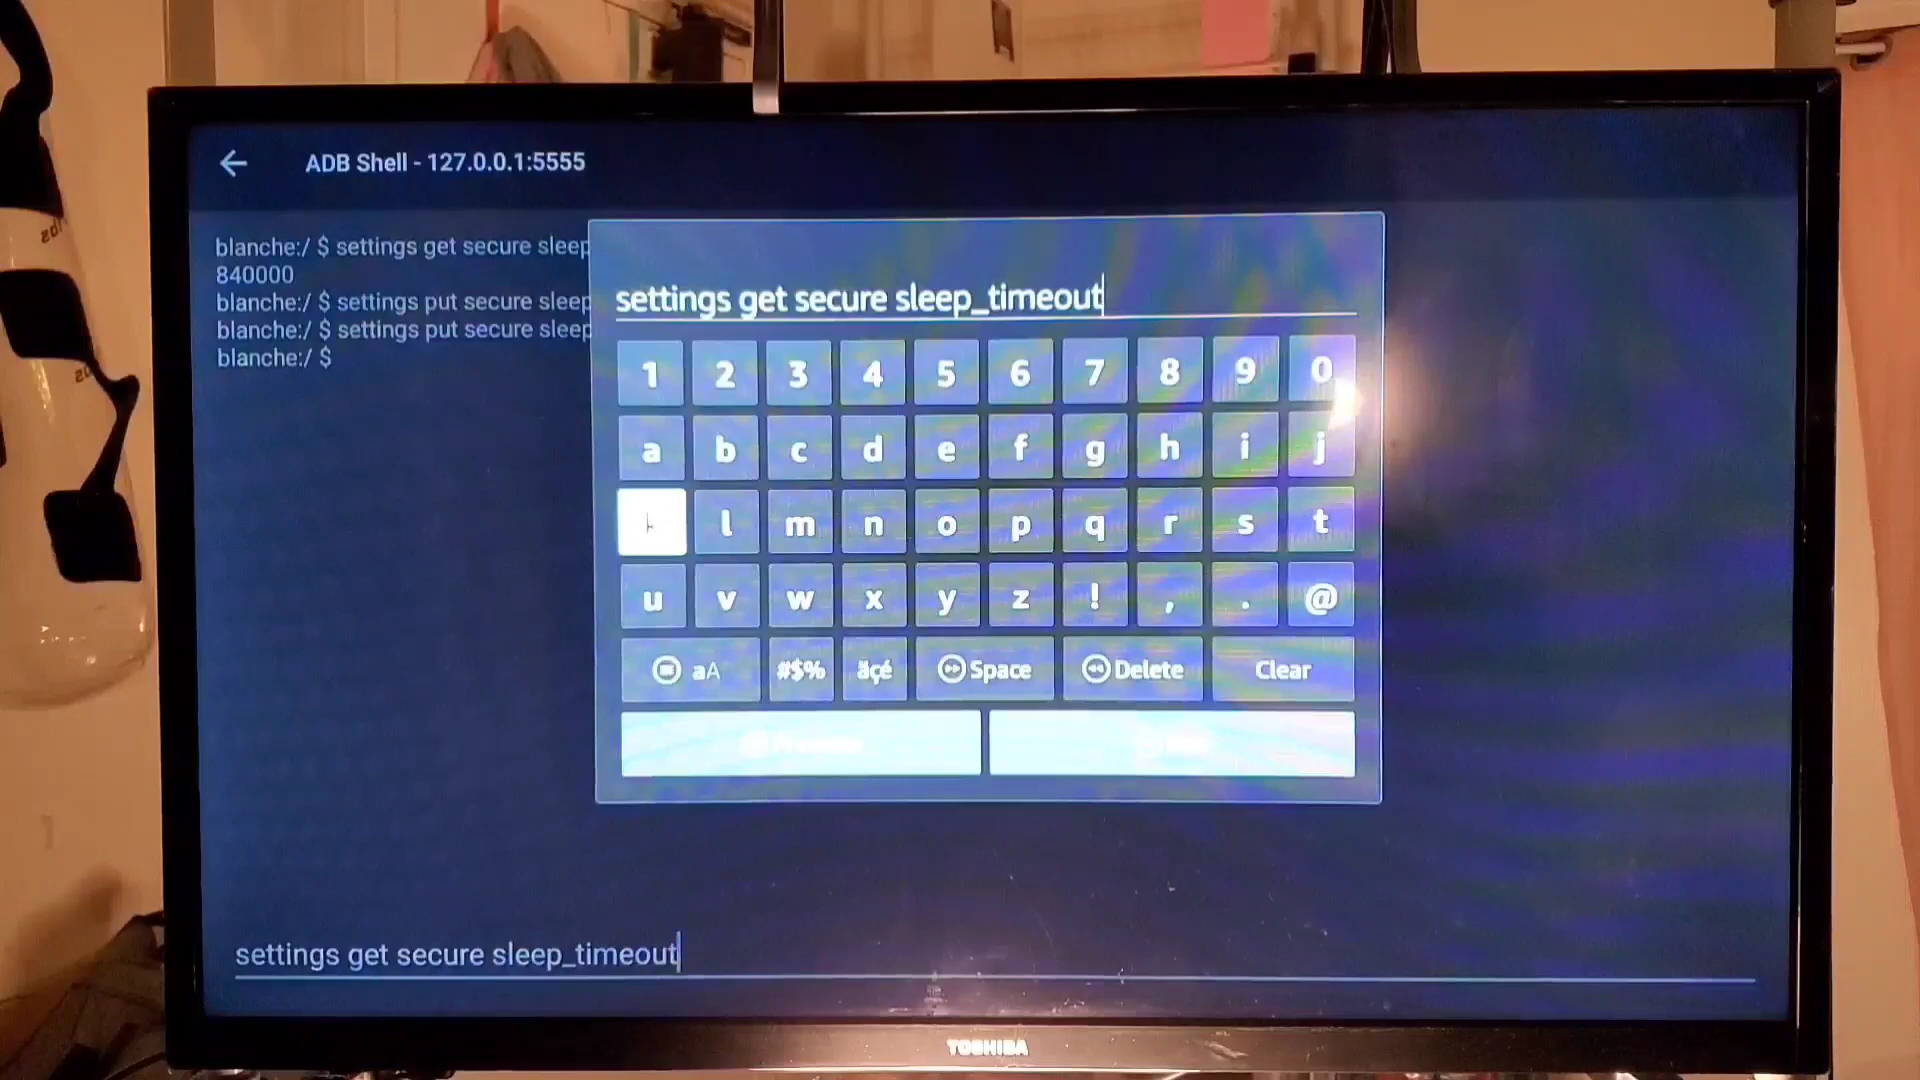 ADB Shell - 127.0.0.1:5555
blanche:/ $ settings get secure sleep
840000
blanche:/ $ settings put secure sleep
blanche:/ $ settings put secure sleep
blanche:/ $
settings get secure sleep_timeout
1 2 3 4 5 6 7 8 9 0
a b c d e f g h i j
k l m n o p q r s t
u v w x y z ! , . @
aA #$% äçé Space Delete Clear
settings get secure sleep_timeout
TOSHIBA